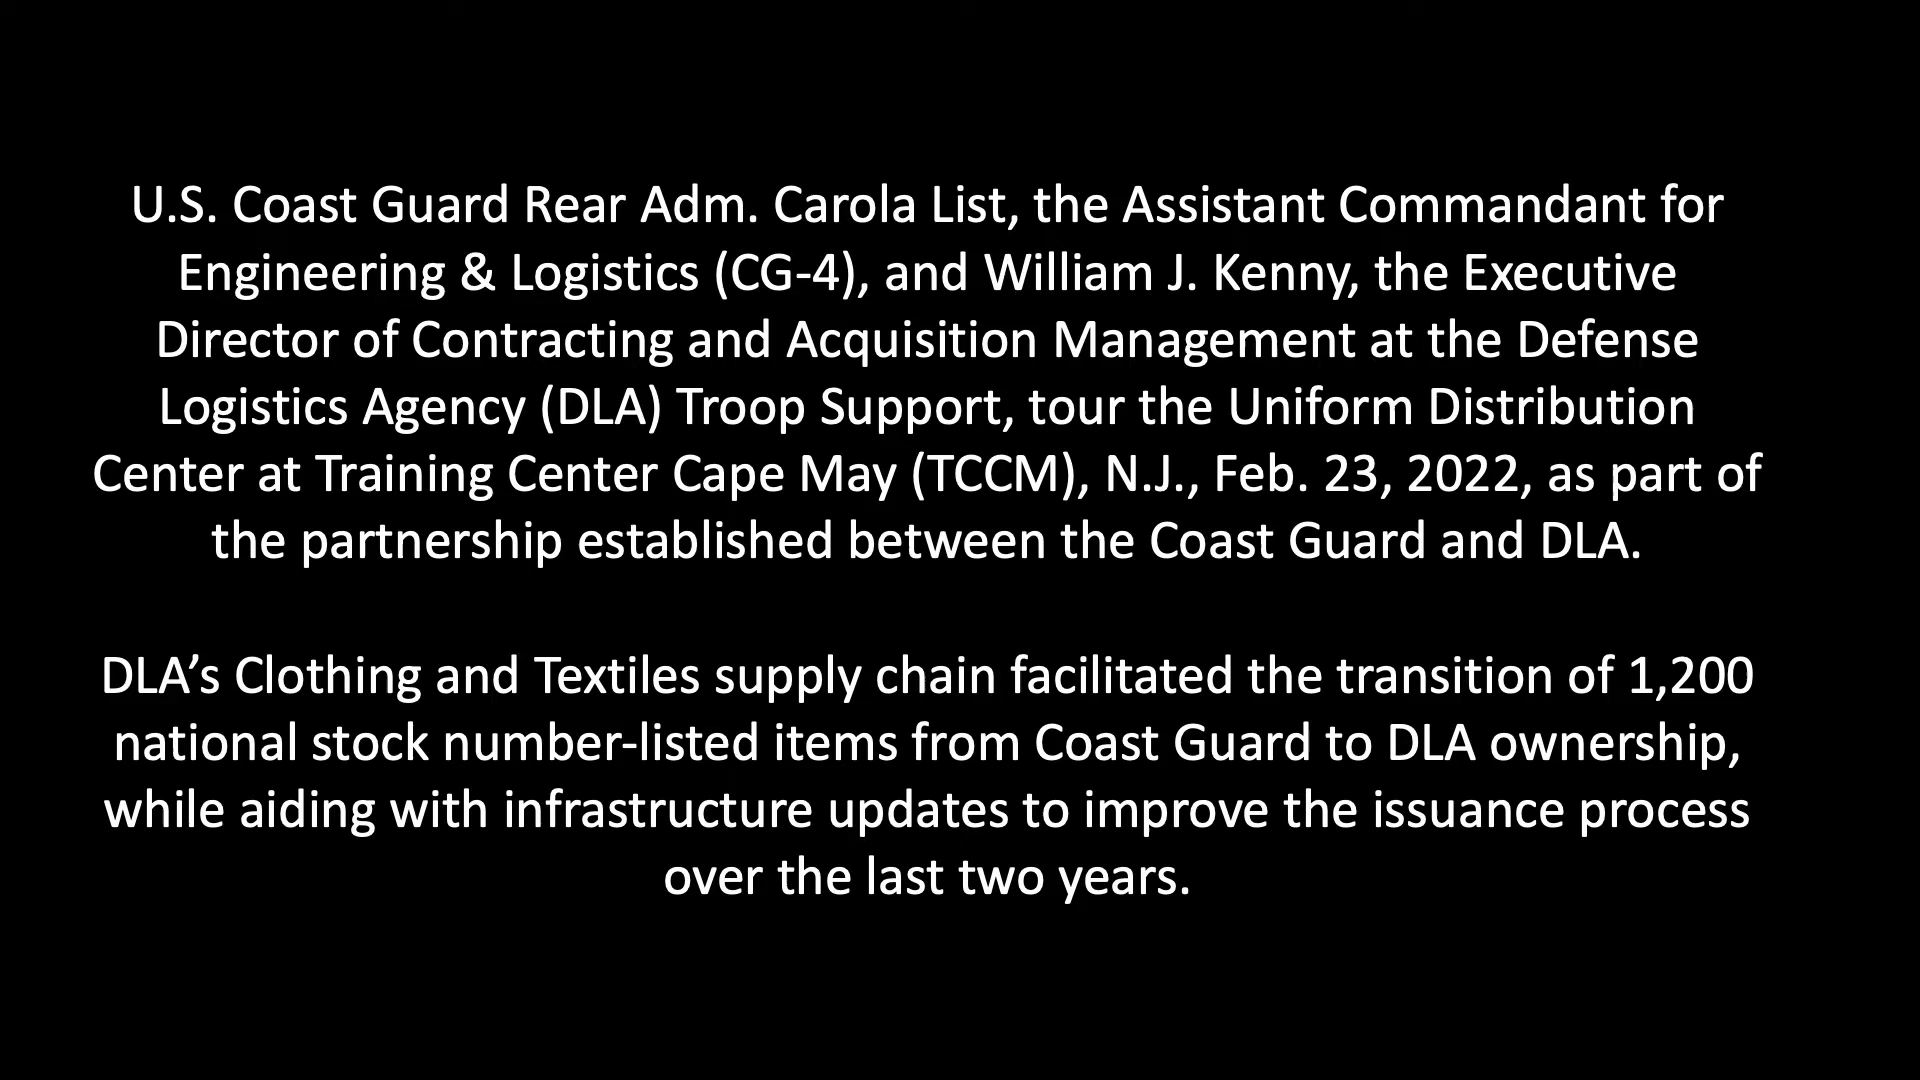 U.S. Coast Guard Rear Adm. Carola List, the Assistant Commandant for
Engineering & Logistics (CG-4), and William J. Kenny, the Executive
Director of Contracting and Acquisition Management at the Defense
Logistics Agency (DLA) Troop Support, tour the Uniform Distribution
Center at Training Center Cape May (TCCM), N.J., Feb. 23, 2022, as part of
the partnership established between the Coast Guard and DLA.
DLA’s Clothing and Textiles supply chain facilitated the transition of 1,200
national stock number-listed items from Coast Guard to DLA ownership,
while aiding with infrastructure updates to improve the issuance process
over the last two years.